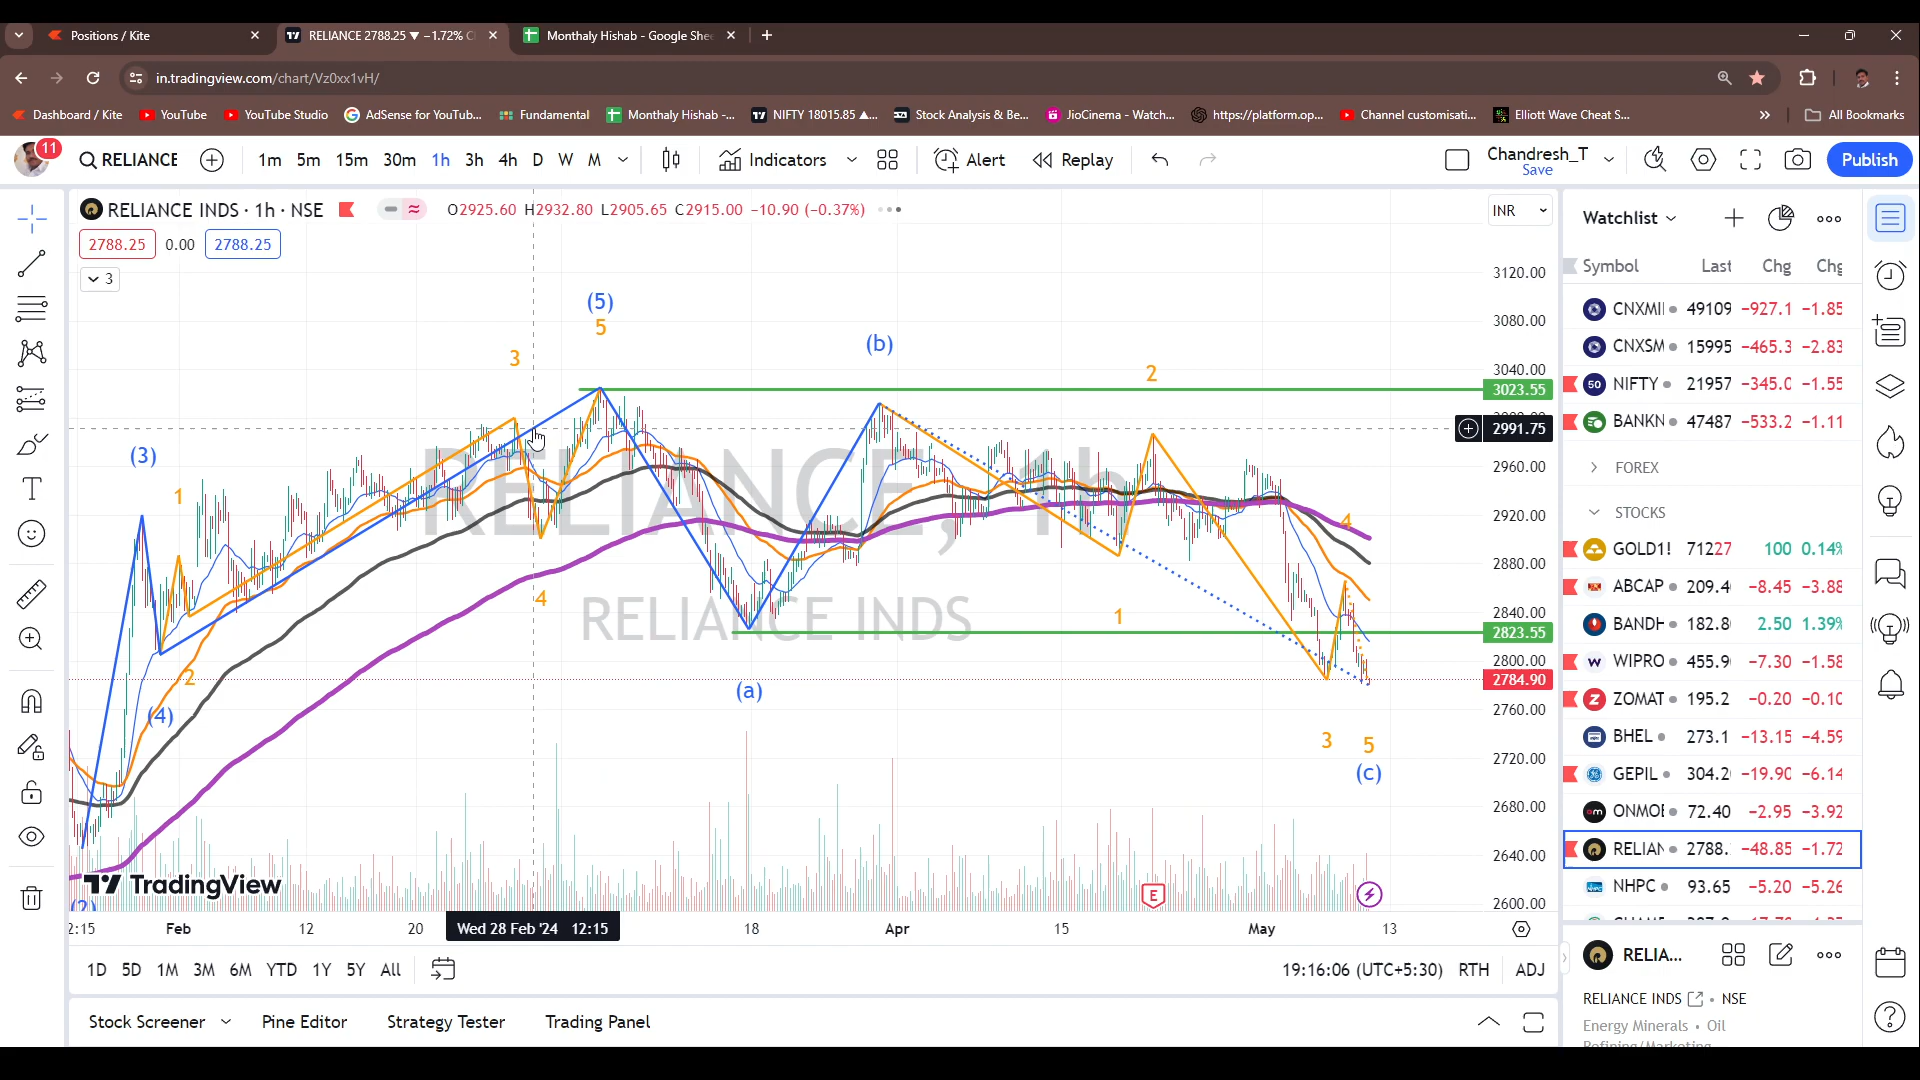 Positions / Kite
RELIANCE 2788.25 ▼ −1.72%
Monthaly Hishab - Google Shee
in.tradingview.com/chart/Vz0xx1vH/
Dashboard / Kite
YouTube
YouTube Studio
AdSense for YouTub...
Fundamental
Monthaly Hishab -...
NIFTY 18015.85 ▲...
Stock Analysis & Be...
JioCinema - Watch...
https://platform.op...
Channel customisati...
Elliott Wave Cheat S...
All Bookmarks
11
RELIANCE
1m 5m 15m 30m 1h 3h 4h D W M
Indicators
Alert
Replay
Chandresh_T
Save
Publish
RELIANCE INDS · 1h · NSE
O2925.60 H2932.80 L2905.65 C2915.00 −10.90 (−0.37%)
INR
2788.25 0.00 2788.25
3
RELIANCE, 1h
RELIANCE INDS
(5)
5
3
(b)
2
(3)
1
4
4
1
2
(4)
(a)
3
5
(c)
(2)
3120.00
3080.00
3040.00
3023.55
2991.75
2960.00
2920.00
2880.00
2840.00
2823.55
2800.00
2784.90
2760.00
2720.00
2680.00
2640.00
2600.00
TradingView
E
2:15 Feb 12 20 Wed 28 Feb '24 12:15 18 Apr 15 May 13
1D 5D 1M 3M 6M YTD 1Y 5Y All
19:16:06 (UTC+5:30) RTH ADJ
Stock Screener
Pine Editor
Strategy Tester
Trading Panel
Watchlist
Symbol Last Chg Chg
CNXMI 49109 −927.1 −1.85
CNXSM 15995 −465.3 −2.83
50 NIFTY 21957 −345.0 −1.55
BANKN 47487 −533.2 −1.11
FOREX
STOCKS
GOLD1! 71227 100 0.14%
ABCAP 209.4 −8.45 −3.88
BANDH 182.8 2.50 1.39%
WIPRO 455.9 −7.30 −1.58
ZOMAT 195.2 −0.20 −0.10
BHEL 273.1 −13.15 −4.59
GEPIL 304.2 −19.90 −6.14
ONMOE 72.40 −2.95 −3.92
RELIAN 2788. −48.85 −1.72
NHPC 93.65 −5.20 −5.26
RELIA...
RELIANCE INDS • NSE
Energy Minerals • Oil
Refining/Marketing